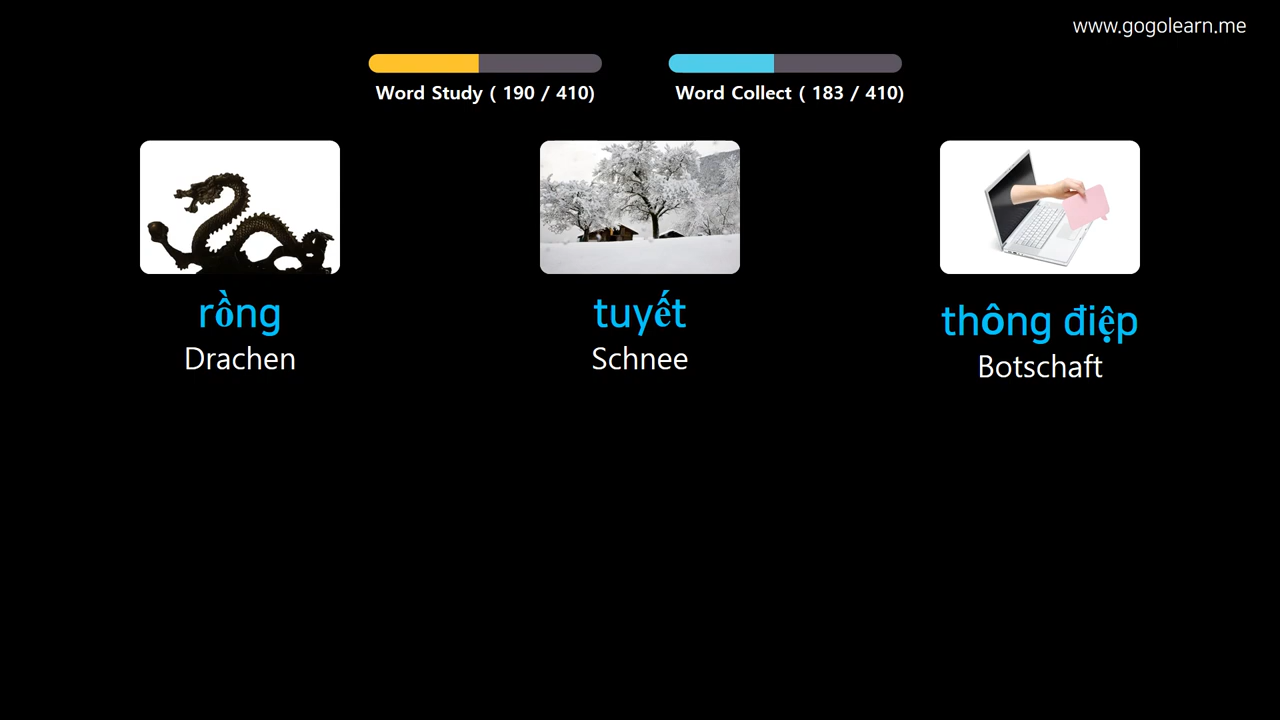 www.gogolearn.me
Word Study ( 190 / 410)
Word Collect ( 183 / 410)
rồng
Drachen
tuyết
Schnee
thông điệp
Botschaft